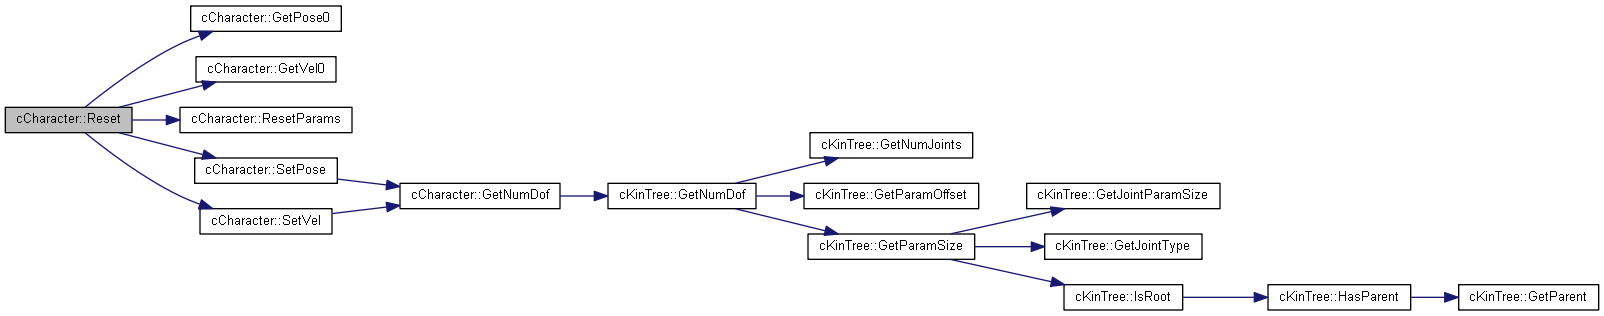 cCharacter::GetPose0
cCharacter::GetVel0
cCharacter::Reset
cCharacter::ResetParams
cCharacter::SetPose
cCharacter::SetVel
cCharacter::GetNumDof
cKinTree::GetNumDof
cKinTree::GetNumJoints
cKinTree::GetParamOffset
cKinTree::GetParamSize
cKinTree::GetJointParamSize
cKinTree::GetJointType
cKinTree::IsRoot
cKinTree::HasParent
cKinTree::GetParent